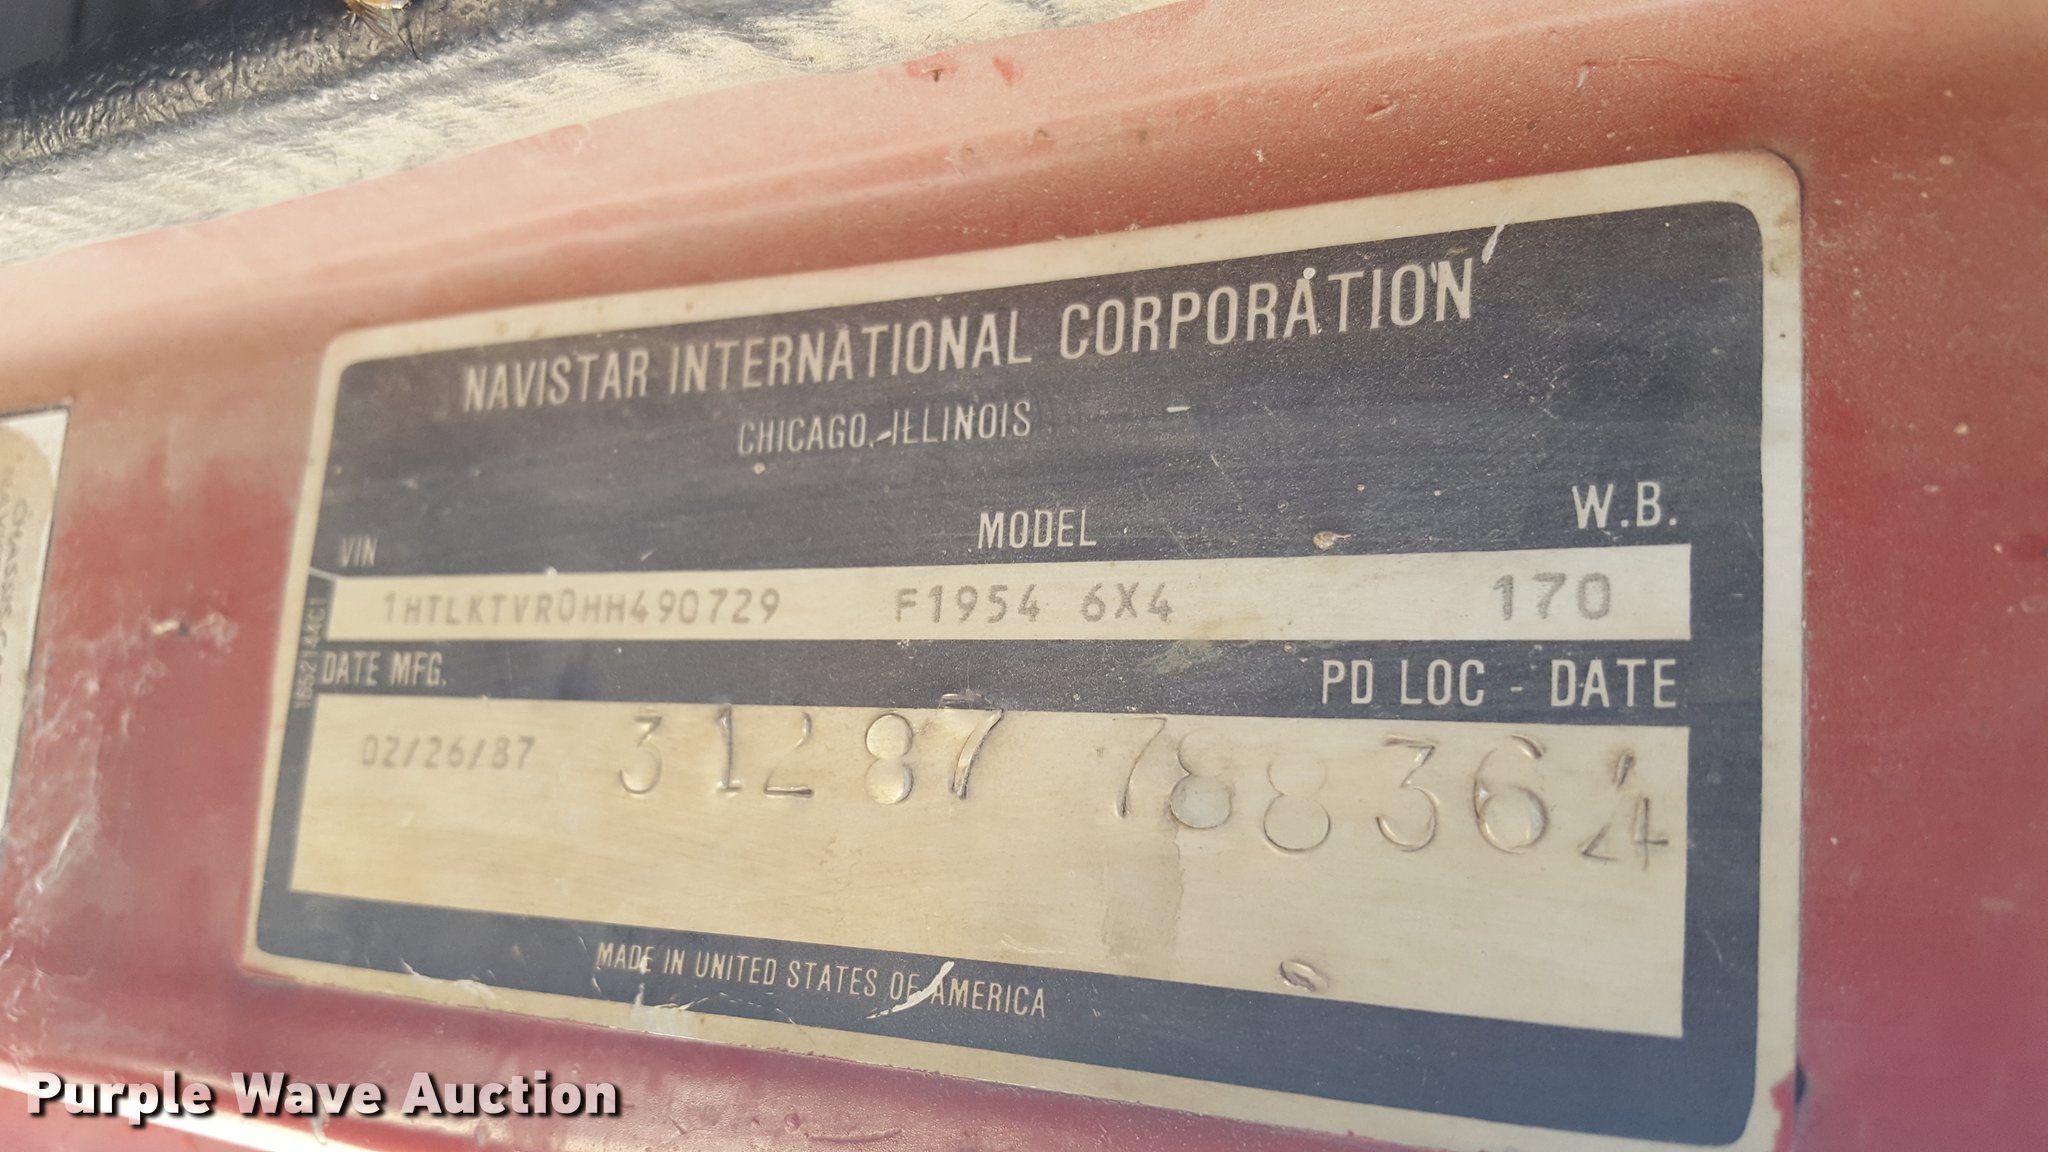 NAVISTAR INTERNATIONAL CORPORATION
CHICAGO, ILLINOIS
VIN MODEL W.B.
1HTLKTVR0HH490729 F1954 6X4 170
DATE MFG. PD LOC - DATE
02/26/87 31287 788364
MADE IN UNITED STATES OF AMERICA
Purple Wave Auction